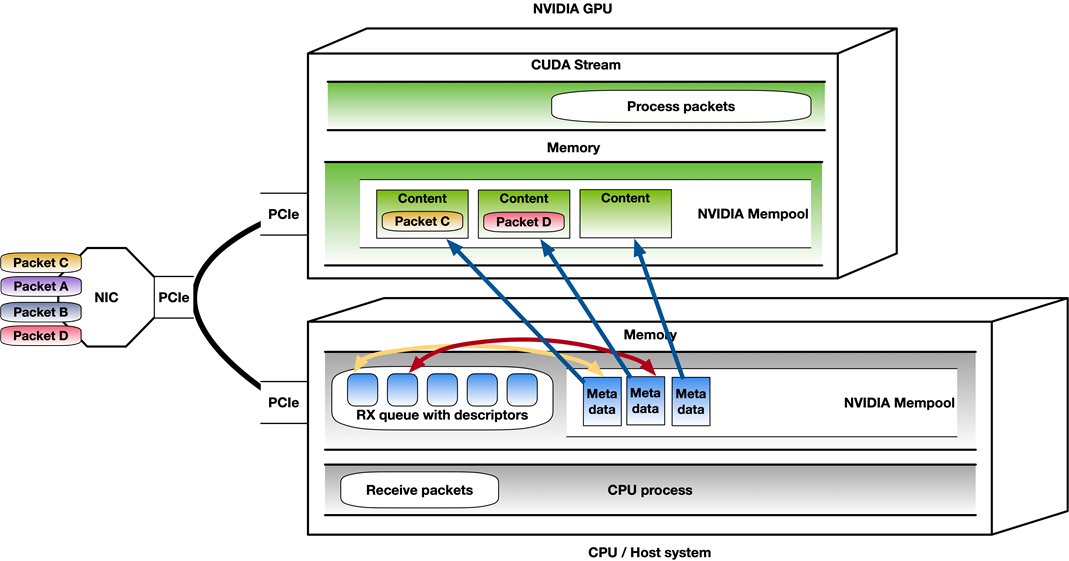 NVIDIA GPU
CUDA Stream
Process packets
Memory
Content
Packet C
Content
Packet D
Content
NVIDIA Mempool
PCIe
Packet C
Packet A
Packet B
Packet D
NIC
PCIe
PCIe
Memory
RX queue with descriptors
Meta
data
Meta
data
Meta
data
NVIDIA Mempool
Receive packets
CPU process
CPU / Host system